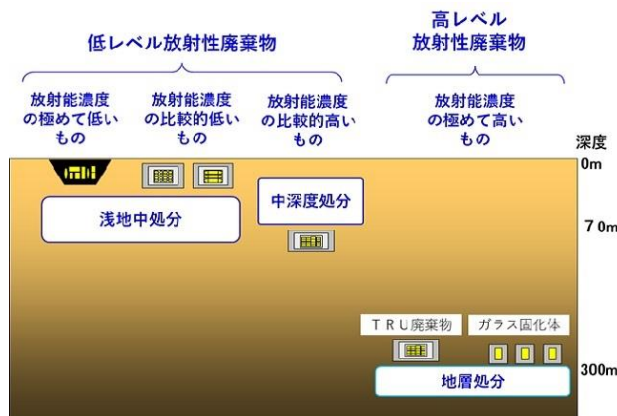 低レベル放射性廃棄物
高レベル
放射性廃棄物
放射能濃度
の極めて低い
もの
放射能濃度
の比較的低い
もの
放射能濃度
の比較的高い
もの
放射能濃度
の極めて高い
もの
深度
0m
浅地中処分
中深度処分
70m
TRU廃棄物
ガラス固化体
地層処分
300m